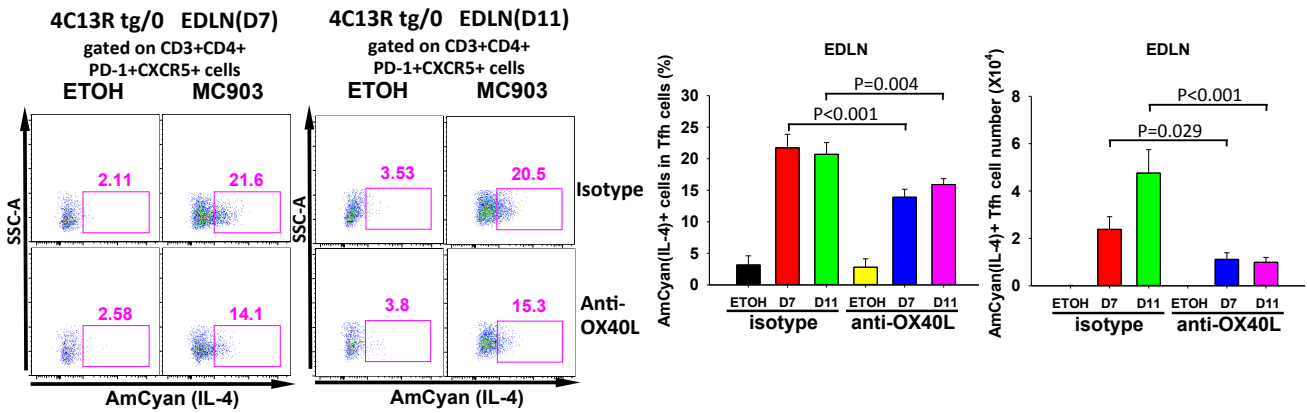 4C13R tg/0 EDLN(D7)
gated on CD3+CD4+
PD-1+CXCR5+ cells
ETOH MC903
2.11 21.6
2.58 14.1
SSC-A
AmCyan (IL-4)
4C13R tg/0 EDLN(D11)
gated on CD3+CD4+
PD-1+CXCR5+ cells
ETOH MC903
3.53 20.5
Isotype
3.8 15.3
Anti-
OX40L
SSC-A
AmCyan (IL-4)
EDLN
AmCyan(IL-4)+ cells in Tfh cells (%)
P=0.004
P<0.001
30
25
20
15
10
5
0
ETOH D7 D11 ETOH D7 D11
isotype anti-OX40L
EDLN
AmCyan(IL-4)+ Tfh cell number (X10⁴)
P<0.001
P=0.029
8
6
4
2
0
ETOH D7 D11 ETOH D7 D11
isotype anti-OX40L